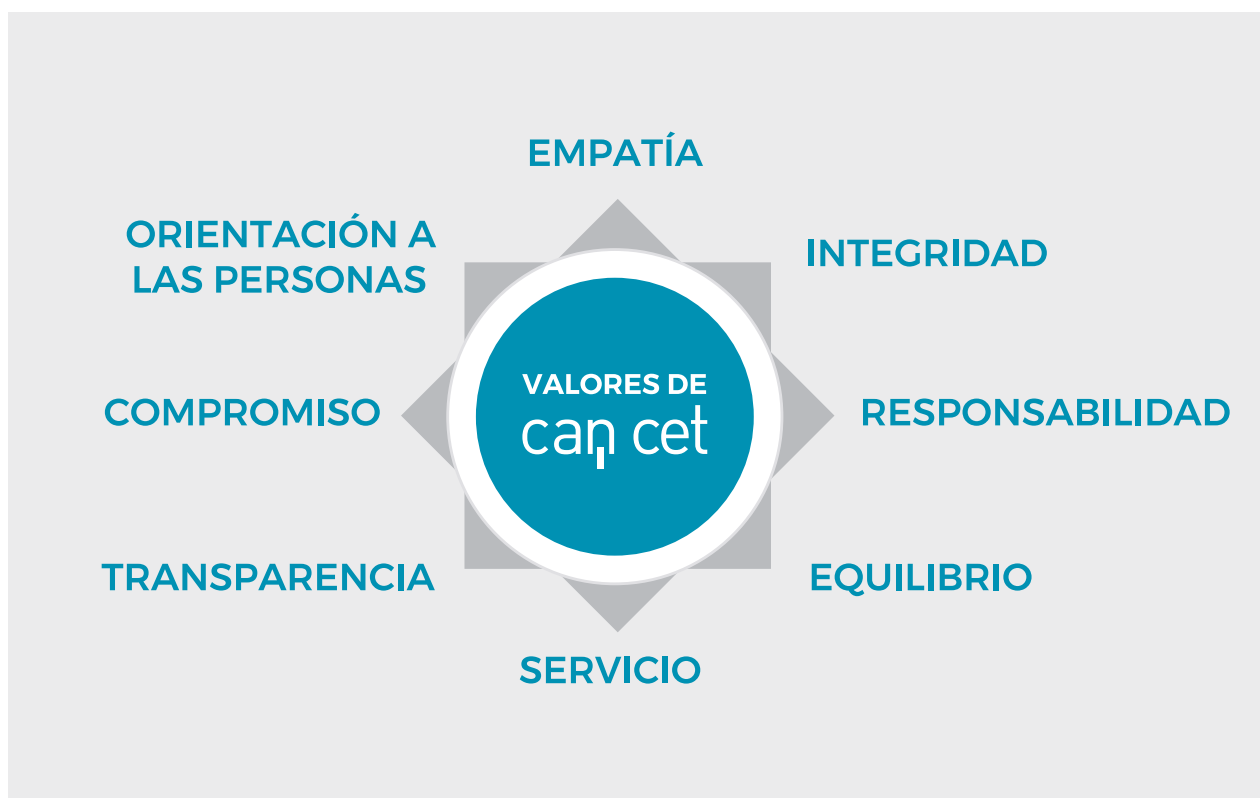 EMPATÍA
ORIENTACIÓN A
LAS PERSONAS
INTEGRIDAD
VALORES DE
can cet
COMPROMISO
RESPONSABILIDAD
TRANSPARENCIA
EQUILIBRIO
SERVICIO